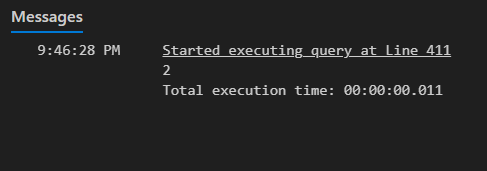 Messages
9:46:28 PM Started executing query at Line 411
2
Total execution time: 00:00:00.011